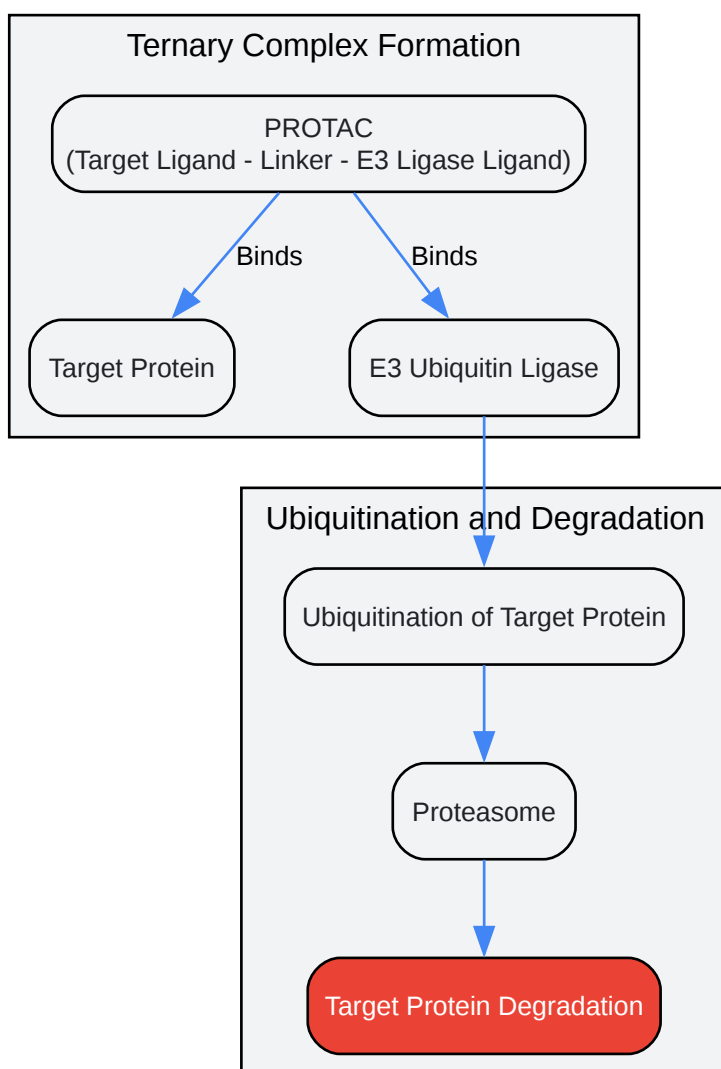 Ternary Complex Formation
PROTAC
(Target Ligand - Linker - E3 Ligase Ligand)
Binds
Binds
Target Protein
E3 Ubiquitin Ligase
Ubiquitination and Degradation
Ubiquitination of Target Protein
Proteasome
Target Protein Degradation